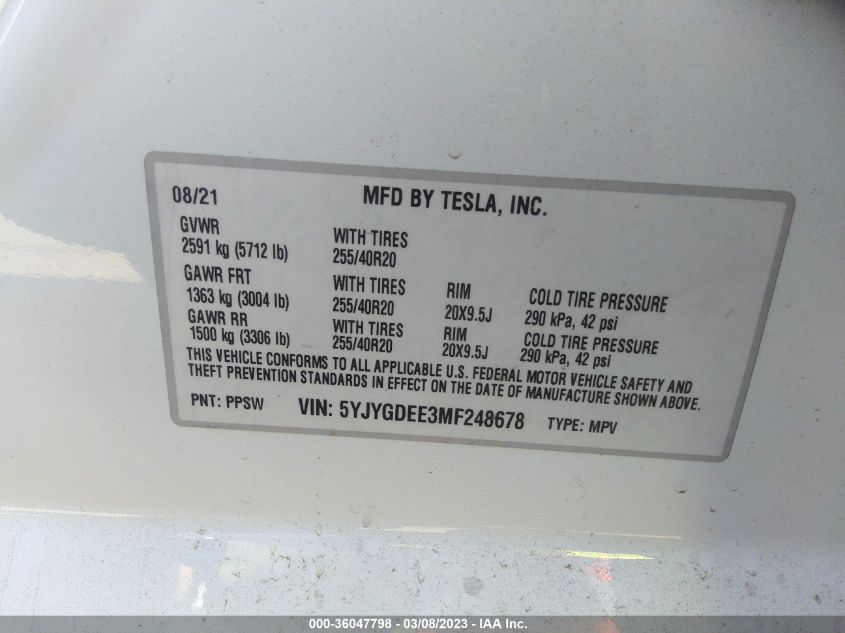 08/21 MFD BY TESLA, INC.
GVWR
2591 kg (5712 lb) WITH TIRES 255/40R20
GAWR FRT
1363 kg (3004 lb) WITH TIRES 255/40R20 RIM 20X9.5J COLD TIRE PRESSURE 290 kPa, 42 psi
GAWR RR
1500 kg (3306 lb) WITH TIRES 255/40R20 RIM 20X9.5J COLD TIRE PRESSURE 290 kPa, 42 psi
THIS VEHICLE CONFORMS TO ALL APPLICABLE U.S. FEDERAL MOTOR VEHICLE SAFETY AND
THEFT PREVENTION STANDARDS IN EFFECT ON THE DATE OF MANUFACTURE SHOWN ABOVE.
PNT: PPSW VIN: 5YJYGDEE3MF248678 TYPE: MPV
000-36047798 - 03/08/2023 - IAA Inc.